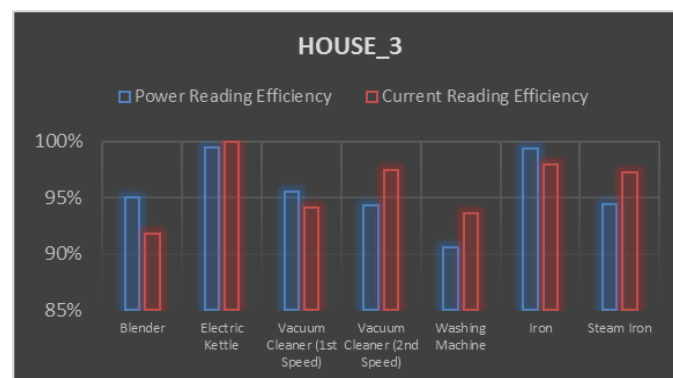 HOUSE_3
Power Reading Efficiency Current Reading Efficiency
100%
95%
90%
85%
Blender
Electric
Kettle
Vacuum
Cleaner (1st
Speed)
Vacuum
Cleaner (2nd
Speed)
Washing
Machine
Iron
Steam Iron